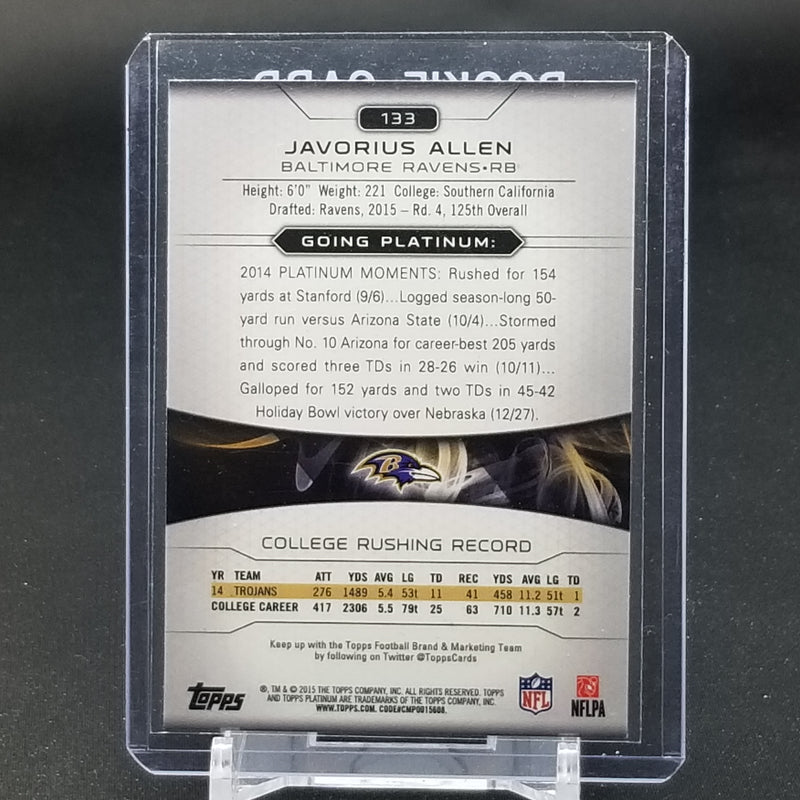 ROOKIE CARD
133
JAVORIUS ALLEN
BALTIMORE RAVENS•RB
Height: 6'0" Weight: 221 College: Southern California
Drafted: Ravens, 2015 – Rd. 4, 125th Overall
GOING PLATINUM:
2014 PLATINUM MOMENTS: Rushed for 154
yards at Stanford (9/6)...Logged season-long 50-
yard run versus Arizona State (10/4)...Stormed
through No. 10 Arizona for career-best 205 yards
and scored three TDs in 28-26 win (10/11)...
Galloped for 152 yards and two TDs in 45-42
Holiday Bowl victory over Nebraska (12/27).
B
COLLEGE RUSHING RECORD
YR TEAM ATT YDS AVG LG TD REC YDS AVG LG TD
14 TROJANS 276 1489 5.4 53t 11 41 458 11.2 51t 1
COLLEGE CAREER 417 2306 5.5 79t 25 63 710 11.3 57t 2
Keep up with the Topps Football Brand & Marketing Team
by following on Twitter @ToppsCards
topps
®, TM & © 2015 THE TOPPS COMPANY, INC. ALL RIGHTS RESERVED. TOPPS
AND TOPPS PLATINUM ARE TRADEMARKS OF THE TOPPS COMPANY, INC.
WWW.TOPPS.COM. CODE#CMP0015608.
NFL
NFLPA